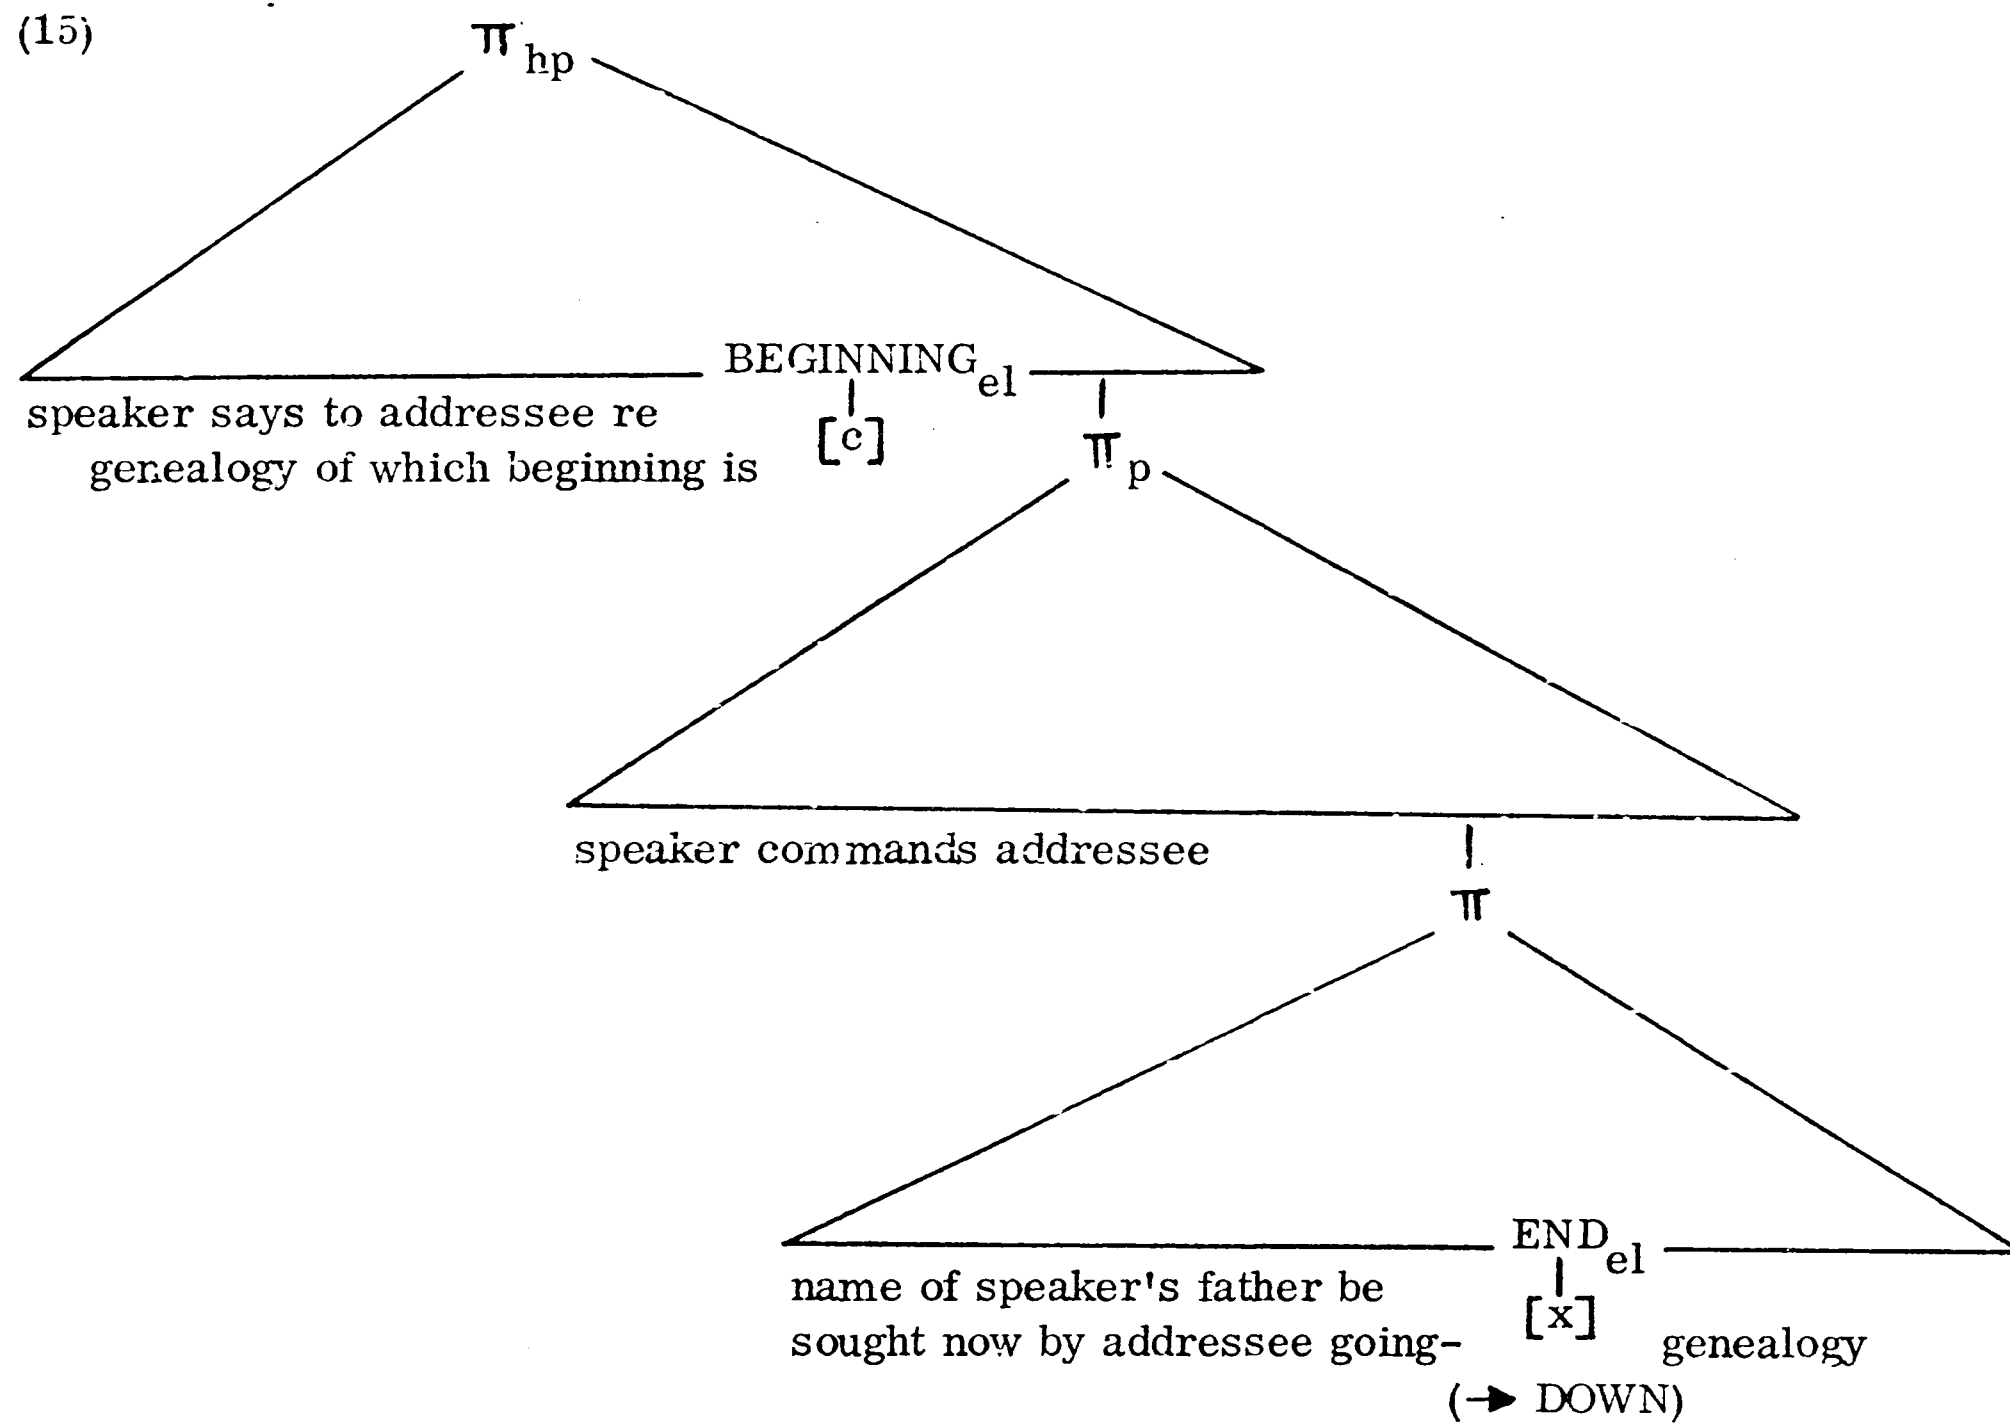 (15)
π hp
BEGINNING el
speaker says to addressee re
genealogy of which beginning is
[c]
π p
speaker commands addressee
π
END el
name of speaker's father be
sought now by addressee going-
[x]
genealogy
(→ DOWN)